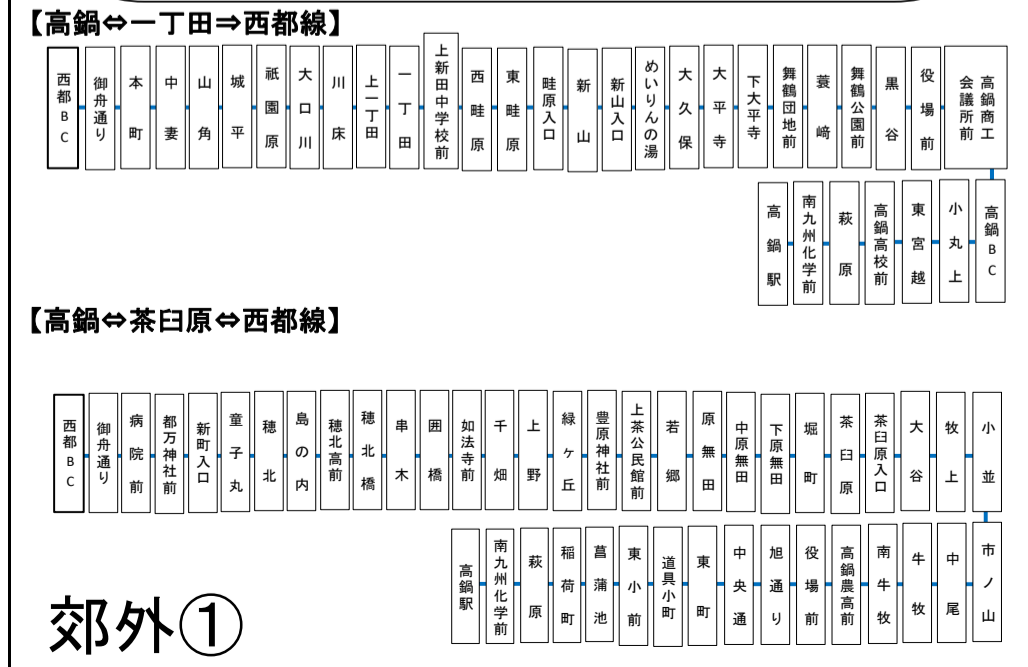 【高鍋⇔一丁田⇒西都線】
西都BC
御舟通り
本町
中妻
山角
城平
祇園原
大口川
川床
上一丁田
一丁田
上新田中学校前
西畦原
東畦原
畦原入口
新山
新山入口
めいりんの湯
大久保
大平寺
下大平寺
舞鶴団地前
蓑﨑
舞鶴公園前
黒谷
役場前
高鍋商工
会議所前
高鍋BC
小丸上
東宮越
高鍋高校前
萩原
南九州化学前
高鍋駅
【高鍋⇔茶臼原⇔西都線】
西都BC
御舟通り
病院前
都万神社前
新町入口
童子丸
穂北
島の内
穂北高前
穂北橋
串木
囲橋
如法寺前
千畑
上野
緑ヶ丘
豊原神社前
上茶公民館前
若郷
原無田
中原無田
下原無田
堀町
茶臼原
茶臼原入口
大谷
牧上
小並
市ノ山
中尾
牛牧
南牛牧
高鍋農高前
役場前
旭通り
中央通
東町
道具小町
東小前
菖蒲池
稲荷町
萩原
南九州化学前
高鍋駅
郊外①